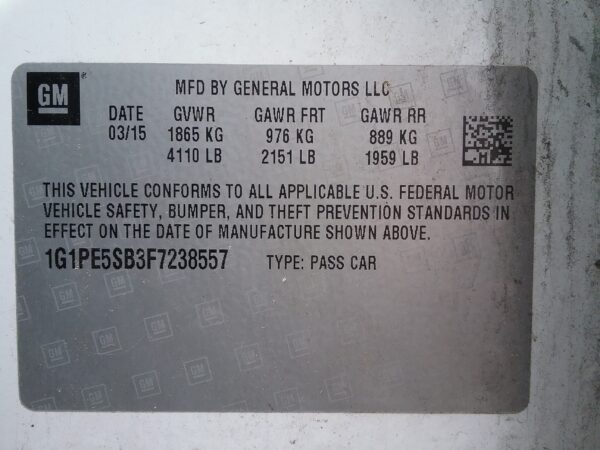 GM
MFD BY GENERAL MOTORS LLC
DATE GVWR GAWR FRT GAWR RR
03/15 1865 KG 976 KG 889 KG
4110 LB 2151 LB 1959 LB
THIS VEHICLE CONFORMS TO ALL APPLICABLE U.S. FEDERAL MOTOR
VEHICLE SAFETY, BUMPER, AND THEFT PREVENTION STANDARDS IN
EFFECT ON THE DATE OF MANUFACTURE SHOWN ABOVE.
1G1PE5SB3F7238557 TYPE: PASS CAR